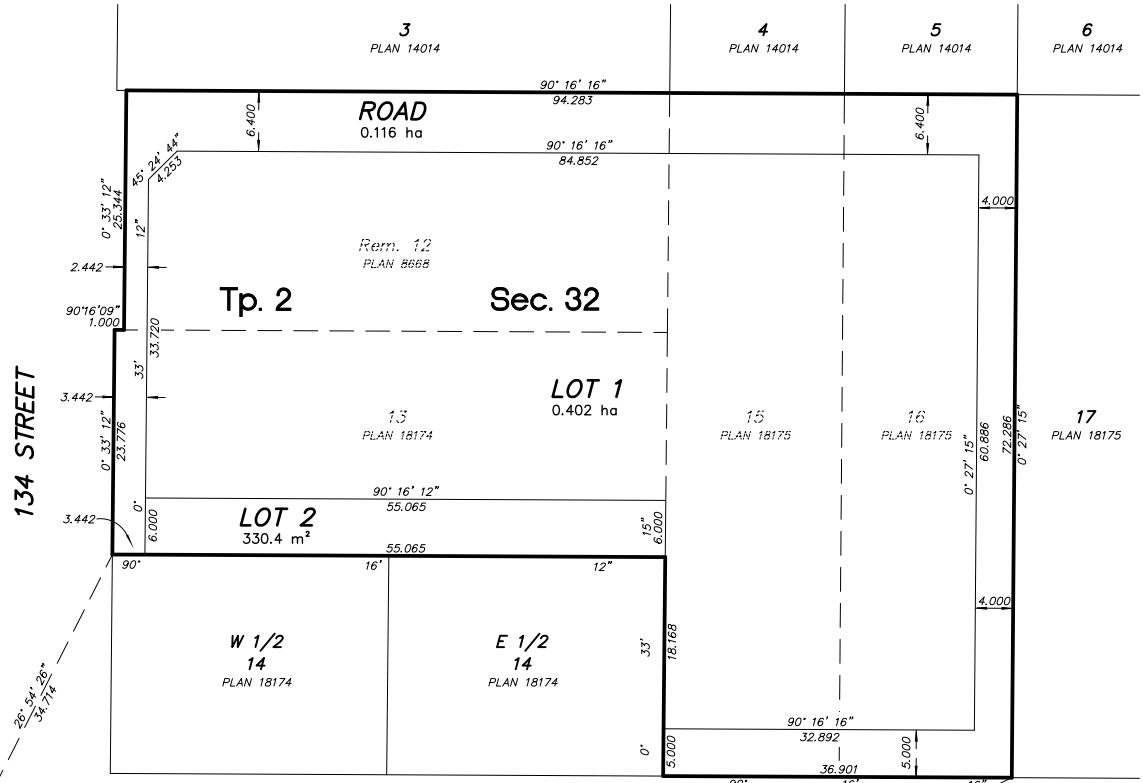 3
PLAN 14014
4
PLAN 14014
5
PLAN 14014
6
PLAN 14014
90° 16' 16"
94.283
ROAD
0.116 ha
6.400
6.400
90° 16' 16"
84.852
45° 24' 44"
4.253
0° 33' 12"
25.344
12"
4.000
Rem. 12
PLAN 8668
2.442
Tp. 2
Sec. 32
90°16'09"
1.000
33.720
33'
134 STREET
3.442
LOT 1
0.402 ha
0° 33' 12"
23.776
13
PLAN 18174
15
PLAN 18175
16
PLAN 18175
17
PLAN 18175
0° 27' 15"
60.886
72.286
0° 27' 15"
90° 16' 12"
55.065
0°
6.000
LOT 2
330.4 m²
15"
6.000
3.442
55.065
90° 16' 12"
4.000
W 1/2
14
PLAN 18174
E 1/2
14
PLAN 18174
33'
18.168
26° 54' 26"
34.714
0°
5.000
90° 16' 16"
32.892
5.000
36.901